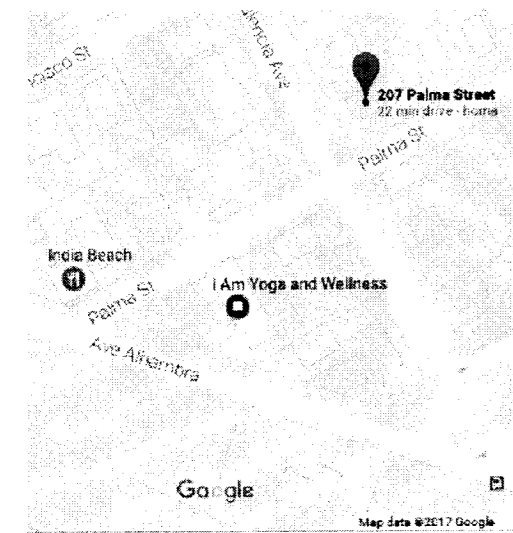 207 Palma Street
22 min drive - home
Palma St
India Beach
I Am Yoga and Wellness
Palma St
Ave Alhambra
Google
Map data ©2017 Google